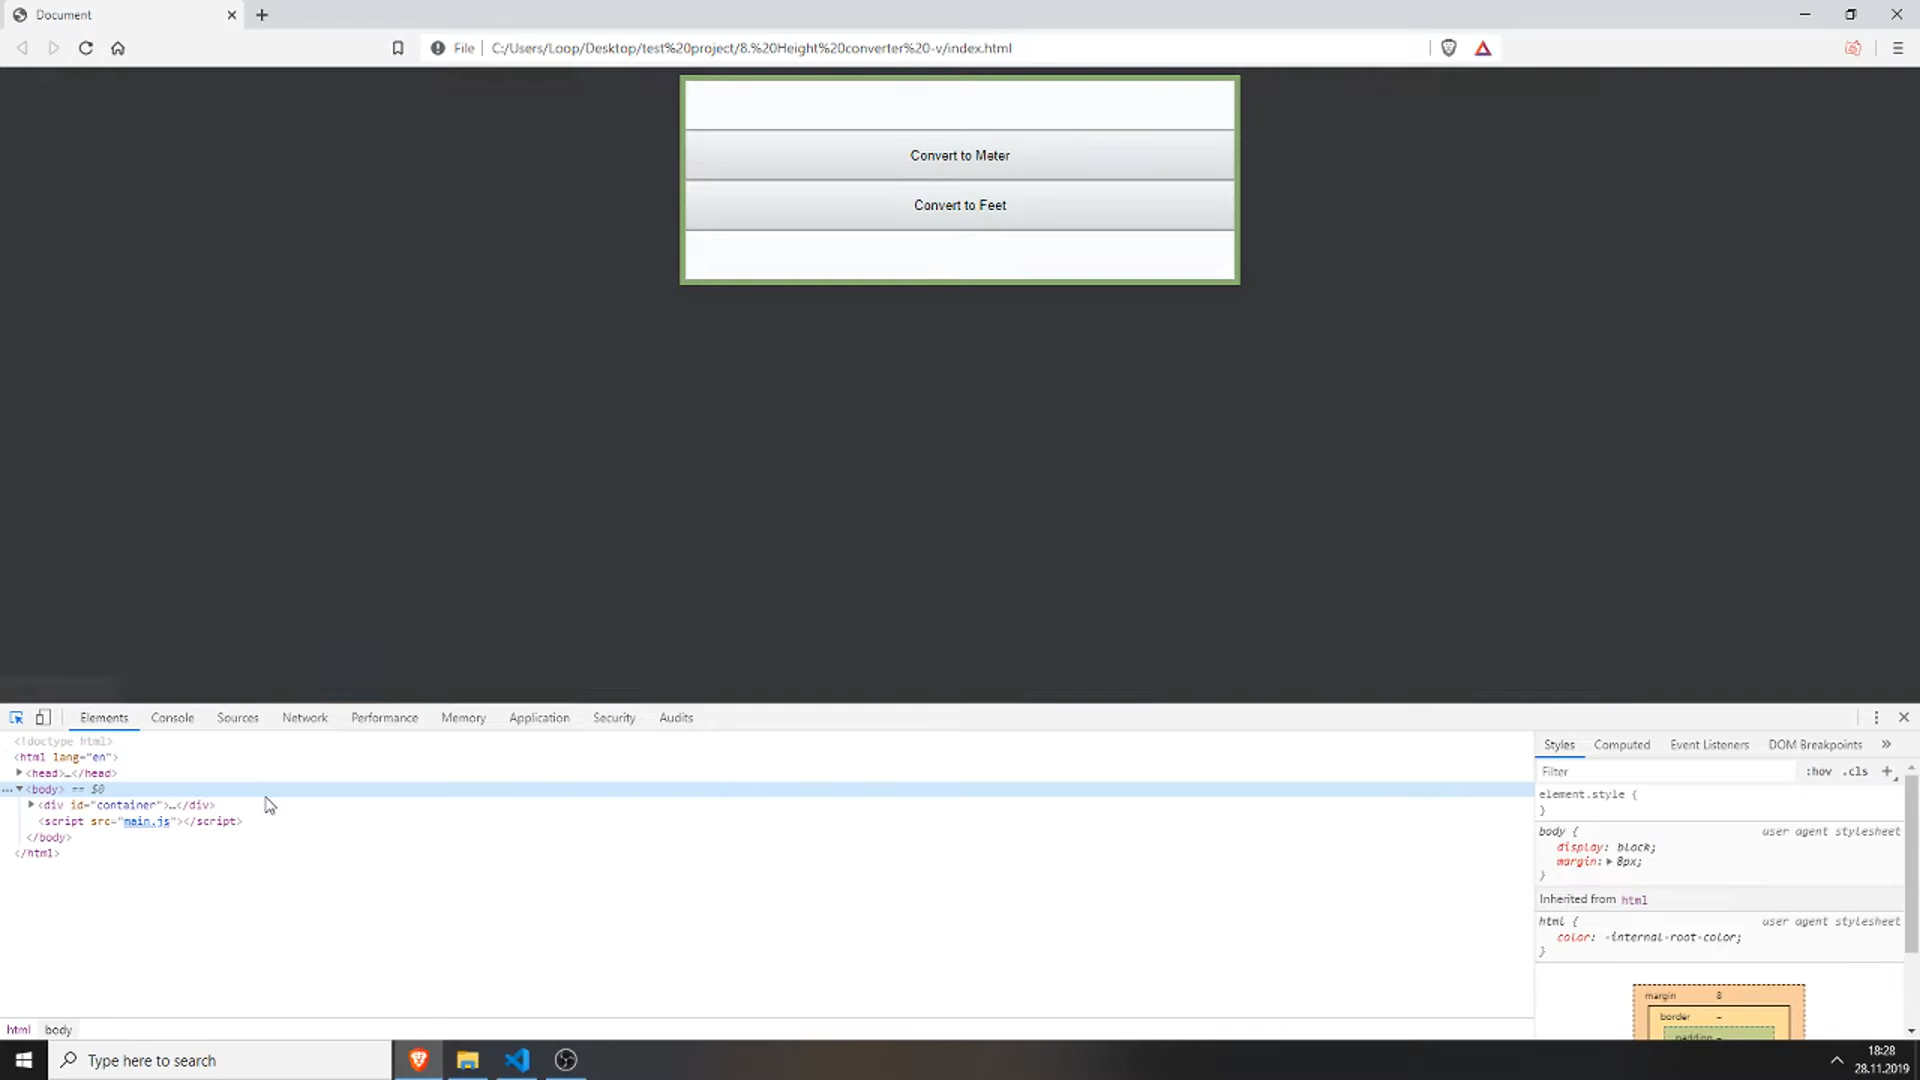 Document
File
C:/Users/Loop/Desktop/test%20project/8.%20Height%20converter%20-v/index.html
Convert to Meter
Convert to Feet
Elements Console Sources Network Performance Memory Application Security Audits
<!doctype html>
<html lang="en">
<head>…</head>
<body> == $0
<div id="container">…</div>
<script src="main.js"></script>
</body>
</html>
Styles Computed Event Listeners DOM Breakpoints »
Filter :hov .cls +
element.style {
}
body { user agent stylesheet
display: block;
margin: 8px;
}
Inherited from html
html { user agent stylesheet
color: -internal-root-color;
}
margin 8
border -
padding -
html body
Type here to search
18:28
28.11.2019